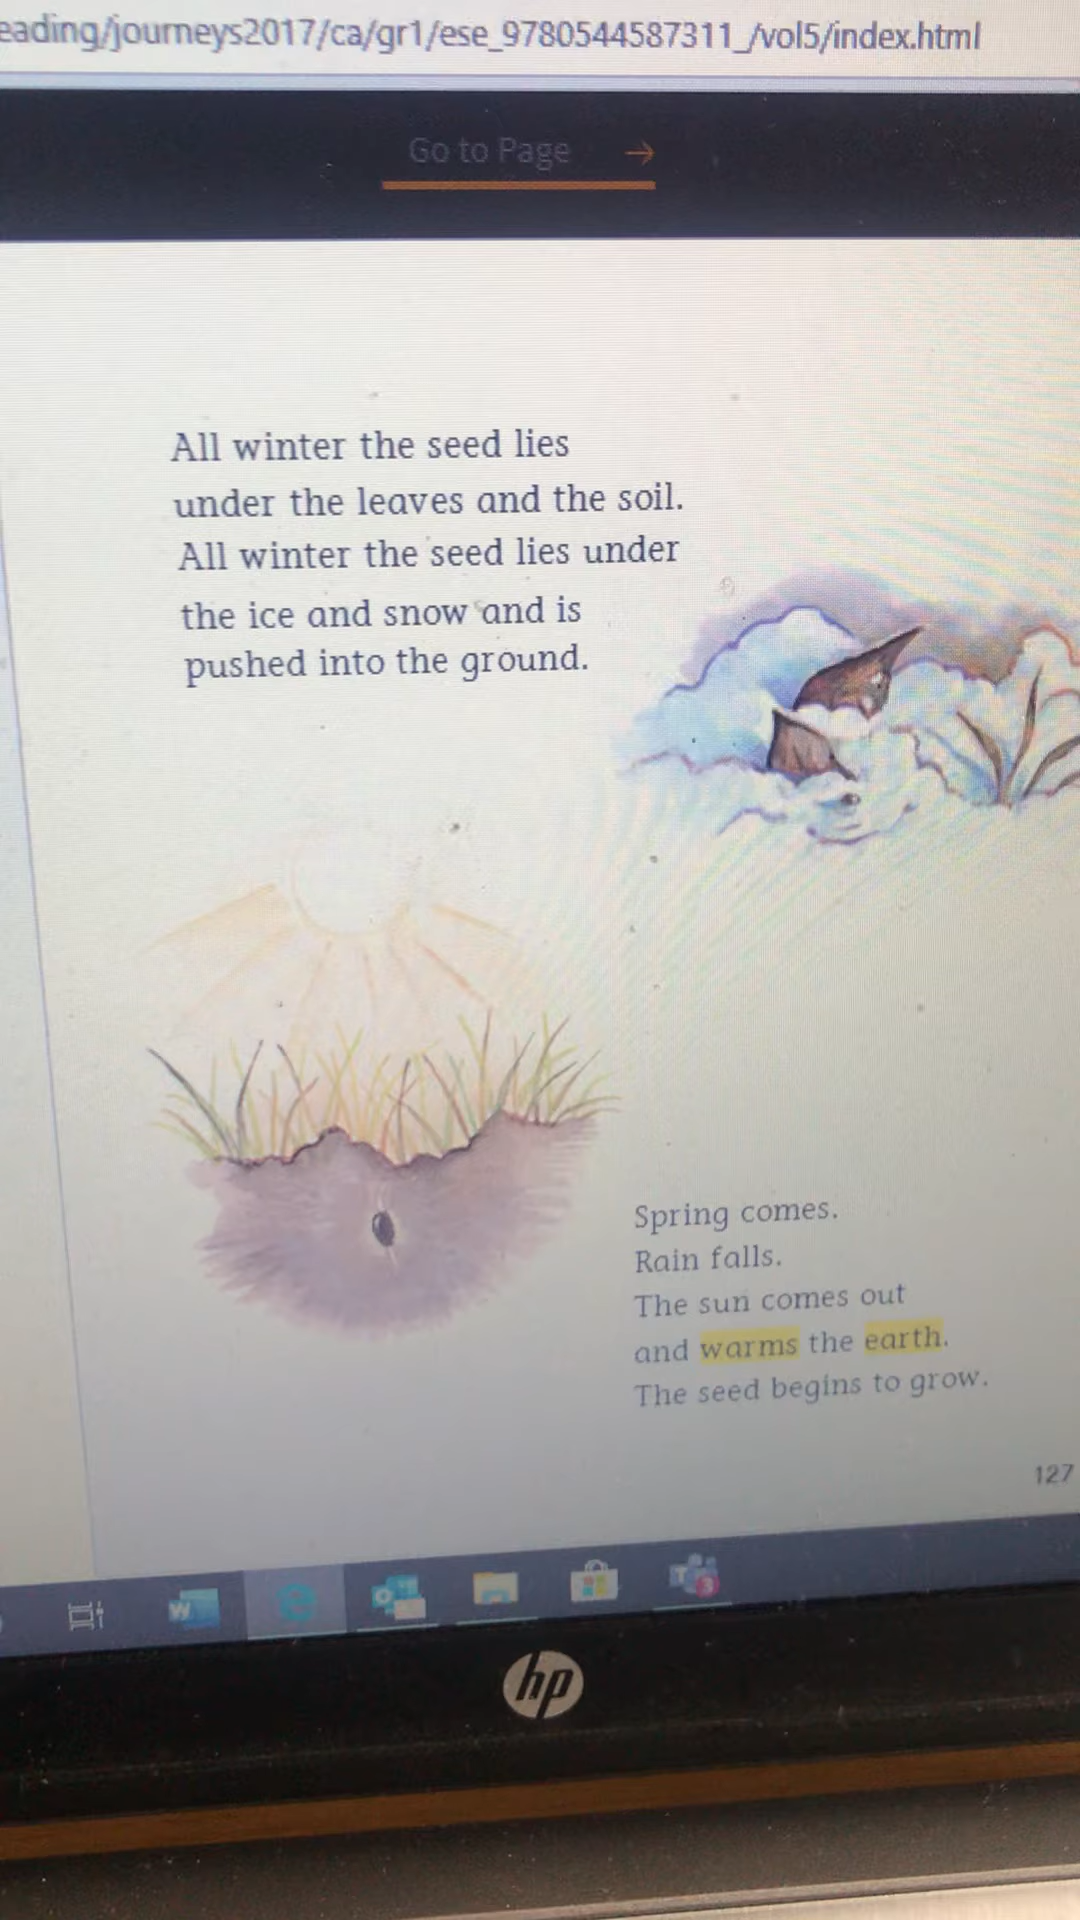 eading/journeys2017/ca/gr1/ese_9780544587311_/vol5/index.html
Go to Page →
All winter the seed lies
under the leaves and the soil.
All winter the seed lies under
the ice and snow and is
pushed into the ground.
Spring comes.
Rain falls.
The sun comes out
and warms the earth.
The seed begins to grow.
127
W
O
T
3
hp